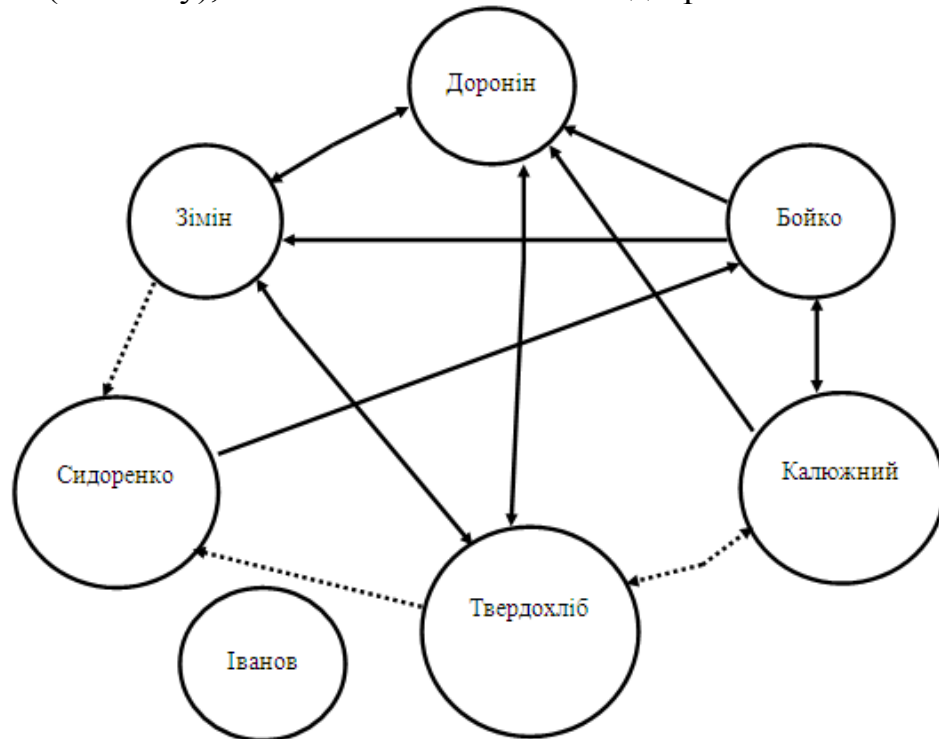 Доронін
Зімін
Бойко
Сидоренко
Калюжний
Твердохліб
Іванов